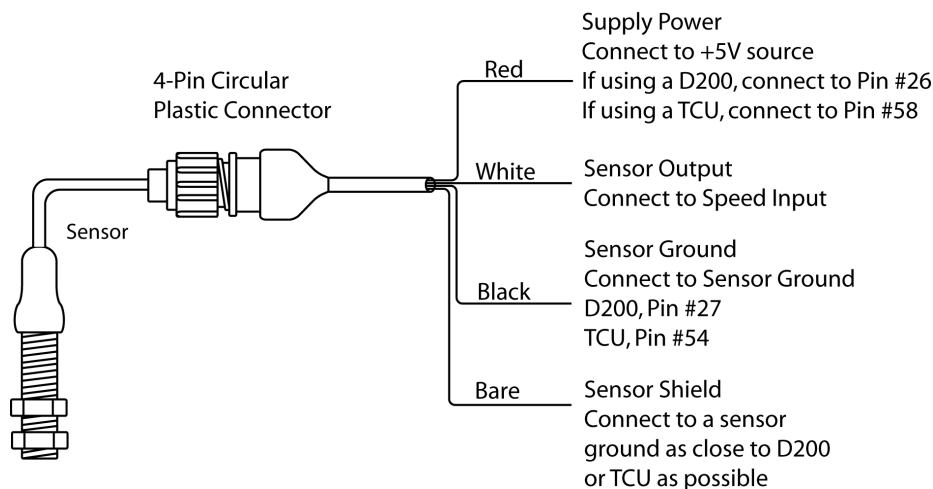 4-Pin Circular
Plastic Connector
Sensor
Red
Supply Power
Connect to +5V source
If using a D200, connect to Pin #26
If using a TCU, connect to Pin #58
White
Sensor Output
Connect to Speed Input
Black
Sensor Ground
Connect to Sensor Ground
D200, Pin #27
TCU, Pin #54
Bare
Sensor Shield
Connect to a sensor
ground as close to D200
or TCU as possible